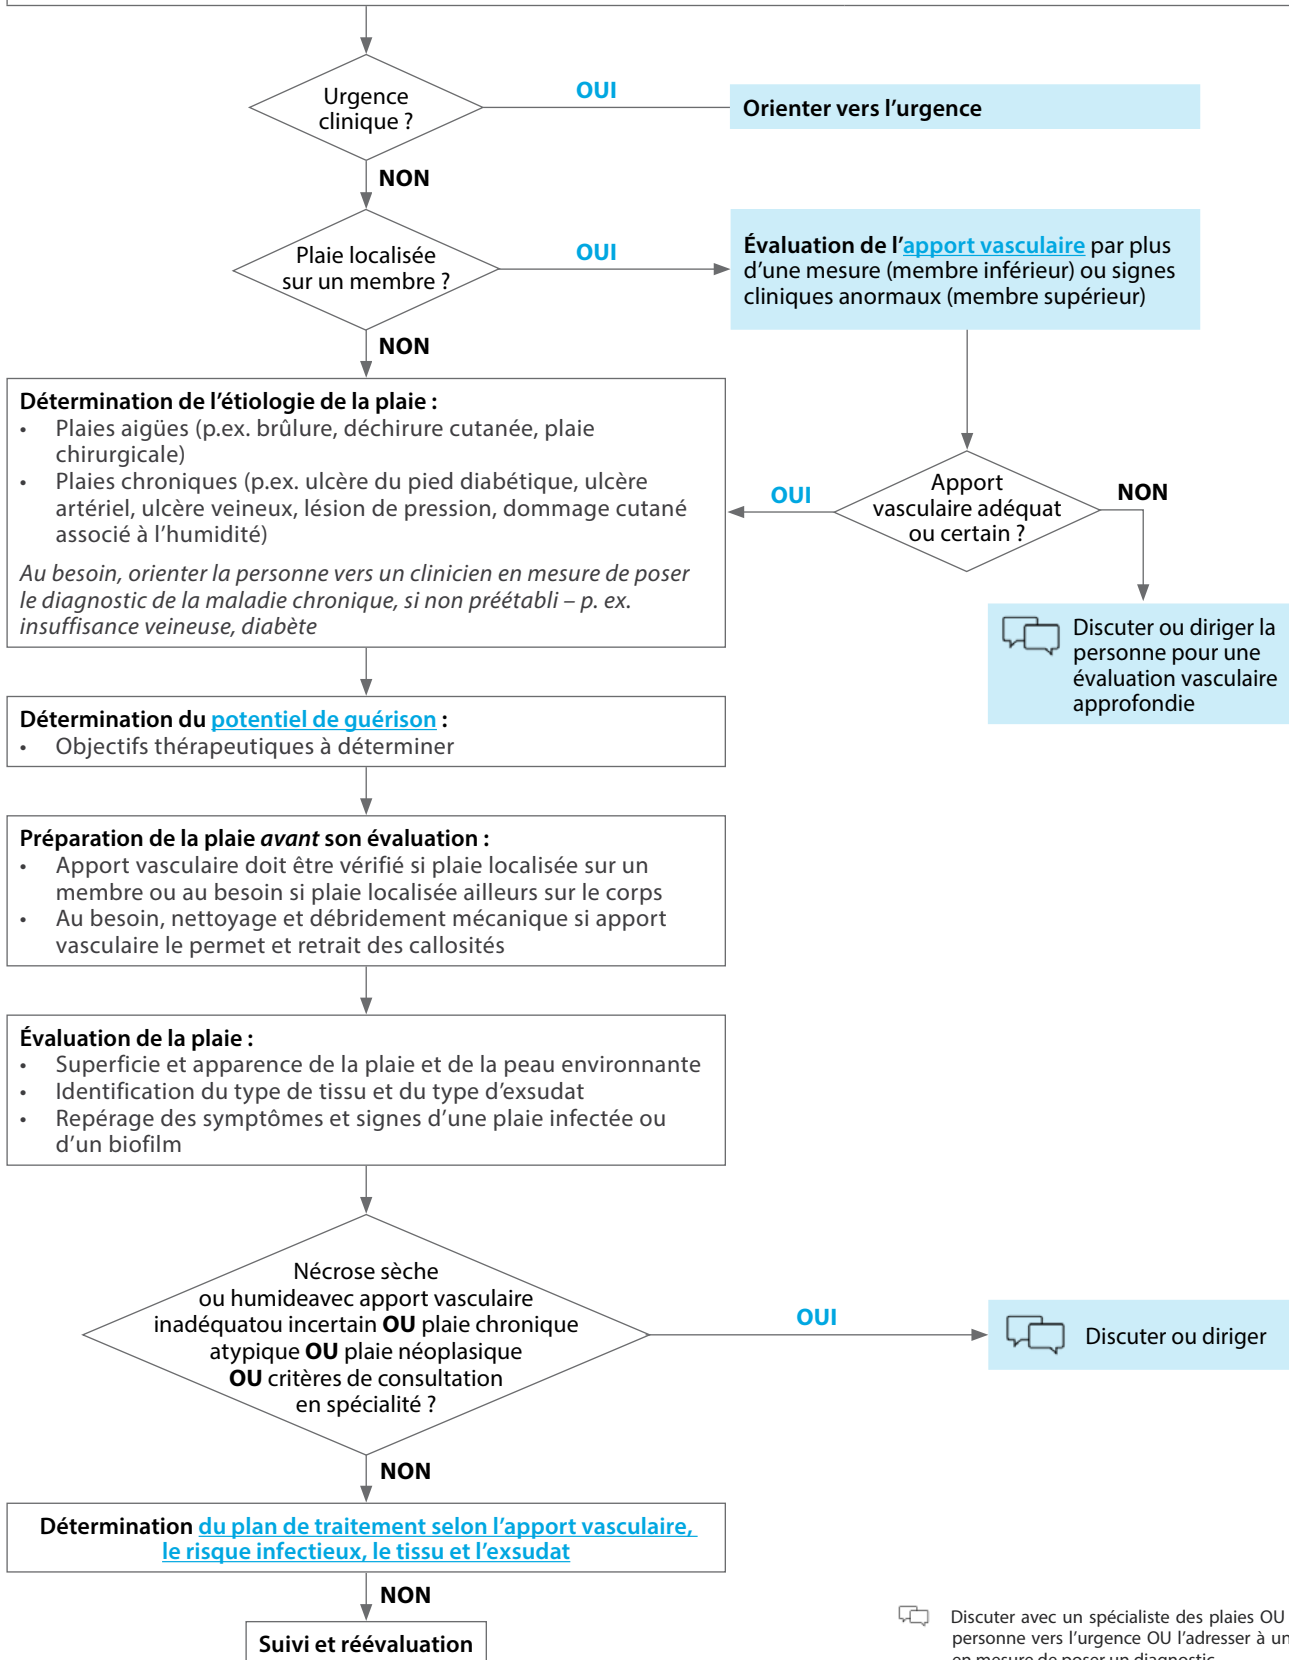 Urgence
clinique ?
OUI
Orienter vers l'urgence
NON
Plaie localisée
sur un membre ?
OUI
Évaluation de l'apport vasculaire par plus
d'une mesure (membre inférieur) ou signes
cliniques anormaux (membre supérieur)
NON
Détermination de l'étiologie de la plaie :
• Plaies aigües (p.ex. brûlure, déchirure cutanée, plaie
chirurgicale)
• Plaies chroniques (p.ex. ulcère du pied diabétique, ulcère
artériel, ulcère veineux, lésion de pression, dommage cutané
associé à l'humidité)
Au besoin, orienter la personne vers un clinicien en mesure de poser
le diagnostic de la maladie chronique, si non préétabli – p. ex.
insuffisance veineuse, diabète
OUI
Apport
vasculaire adéquat
ou certain ?
NON
Discuter ou diriger la
personne pour une
évaluation vasculaire
approfondie
Détermination du potentiel de guérison :
• Objectifs thérapeutiques à déterminer
Préparation de la plaie avant son évaluation :
• Apport vasculaire doit être vérifié si plaie localisée sur un
membre ou au besoin si plaie localisée ailleurs sur le corps
• Au besoin, nettoyage et débridement mécanique si apport
vasculaire le permet et retrait des callosités
Évaluation de la plaie :
• Superficie et apparence de la plaie et de la peau environnante
• Identification du type de tissu et du type d'exsudat
• Repérage des symptômes et signes d'une plaie infectée ou
d'un biofilm
Nécrose sèche
ou humideavec apport vasculaire
inadéquatou incertain OU plaie chronique
atypique OU plaie néoplasique
OU critères de consultation
en spécialité ?
OUI
Discuter ou diriger
NON
Détermination du plan de traitement selon l'apport vasculaire,
le risque infectieux, le tissu et l'exsudat
NON
Suivi et réévaluation
Discuter avec un spécialiste des plaies OU
personne vers l'urgence OU l'adresser à un
en mesure de poser un diagnostic